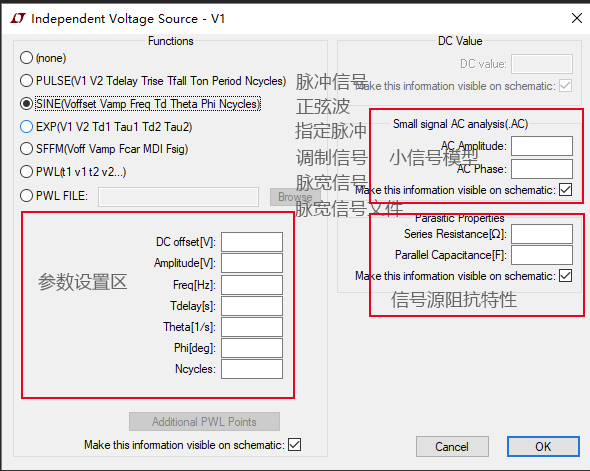 Independent Voltage Source - V1
Functions
(none)
PULSE(V1 V2 Tdelay Trise Tfall Ton Period Ncycles)
脉冲信号
SINE(Voffset Vamp Freq Td Theta Phi Ncycles)
正弦波
EXP(V1 V2 Td1 Tau1 Td2 Tau2)
指定脉冲
SFFM(Voff Vamp Fcar MDI Fsig)
调制信号
PWL(t1 v1 t2 v2...)
脉宽信号
PWL FILE:
Browse
脉宽信号文件
DC offset[V]:
Amplitude[V]:
Freq[Hz]:
Tdelay[s]:
Theta[1/s]:
Phi[deg]:
Ncycles:
参数设置区
Additional PWL Points
Make this information visible on schematic:
DC Value
DC value:
Make this information visible on schematic:
Small signal AC analysis(.AC)
AC Amplitude:
小信号模型
AC Phase:
Make this information visible on schematic:
Parasitic Properties
Series Resistance[Ω]:
Parallel Capacitance[F]:
Make this information visible on schematic:
信号源阻抗特性
Cancel
OK